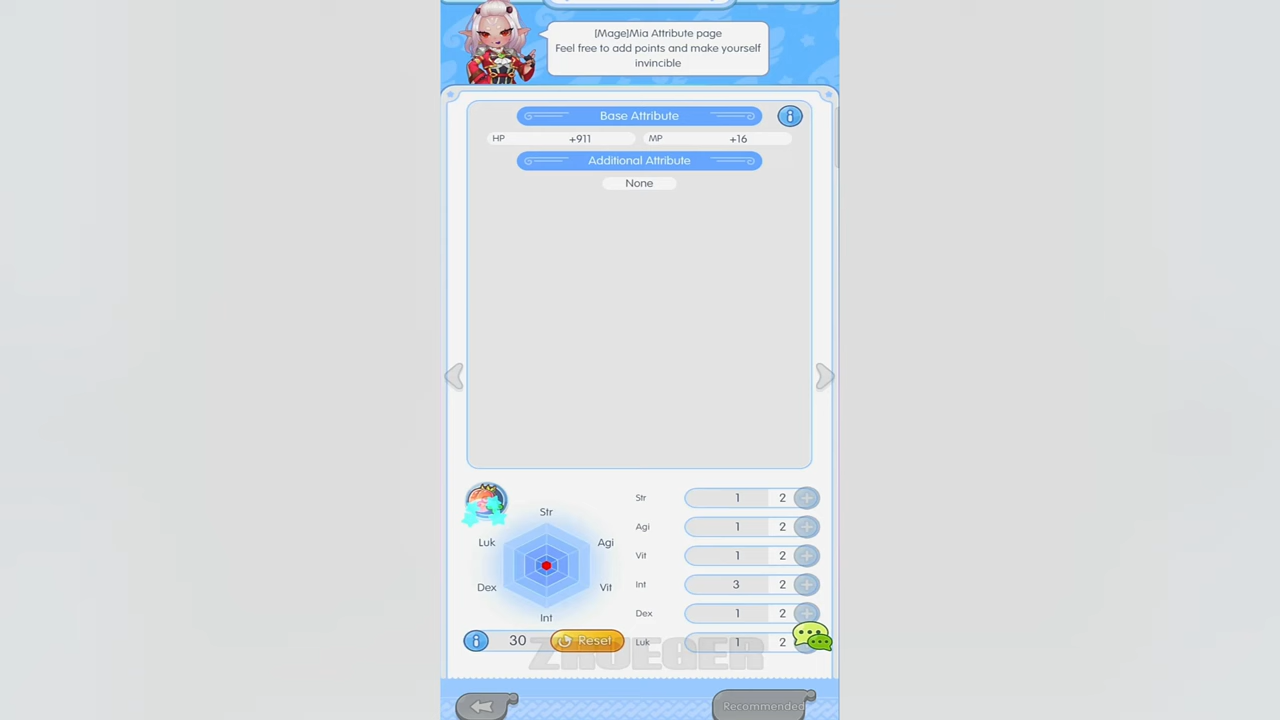 [Mage]Mia Attribute page
Feel free to add points and make yourself
invincible
Base Attribute
HP +911 MP +16
Additional Attribute
None
Str 1 2
Agi 1 2
Vit 1 2
Int 3 2
Dex 1 2
Luk 1 2
Str
Luk Agi
Dex Vit
Int
30 Reset
ZHUEBER
Recommended